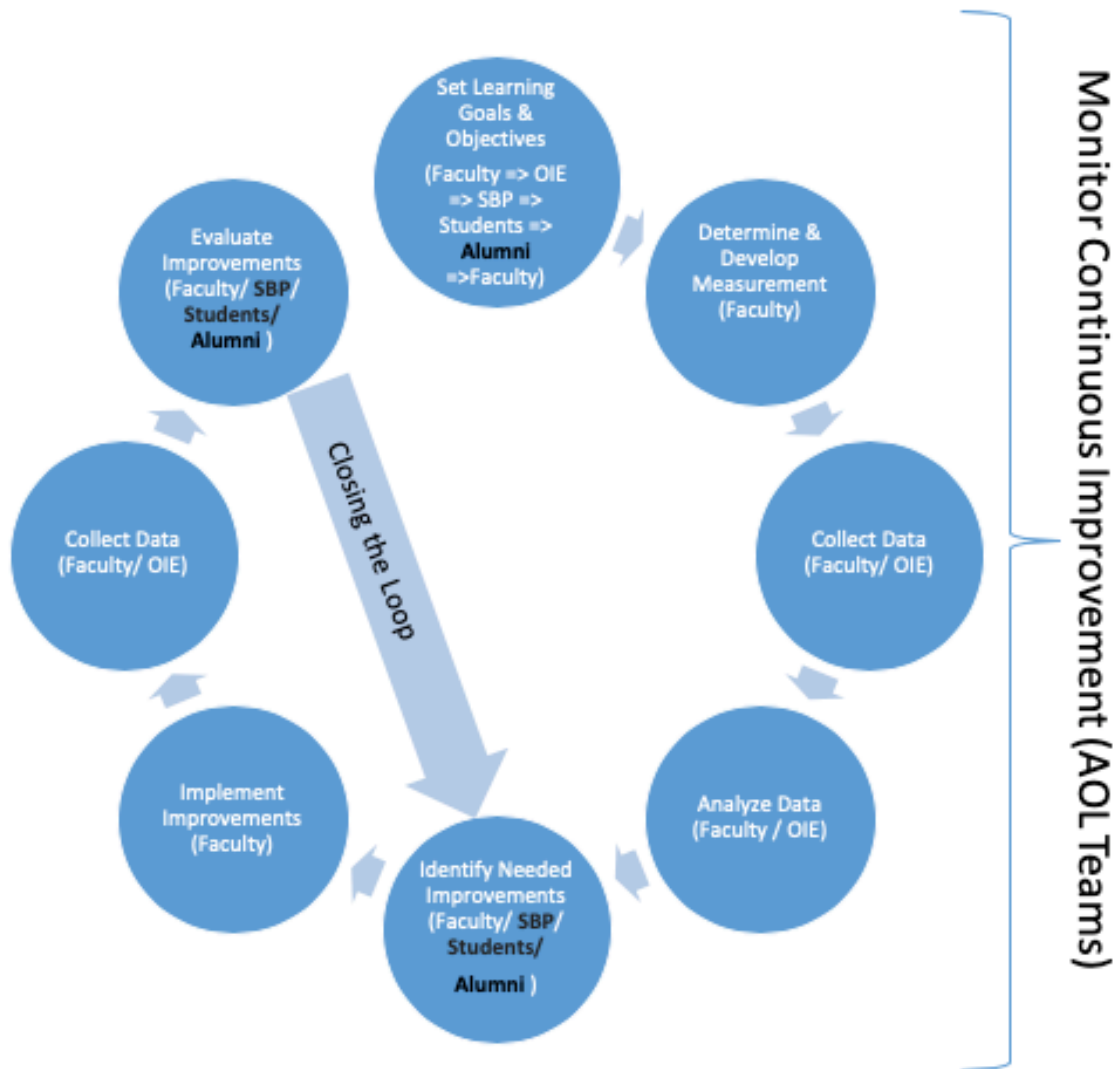 Set Learning
Goals &
Objectives
(Faculty => OIE
=> SBP =>
Students =>
Alumni
=>Faculty)
Determine &
Develop
Measurement
(Faculty)
Collect Data
(Faculty/ OIE)
Analyze Data
(Faculty / OIE)
Identify Needed
Improvements
(Faculty/ SBP/
Students/
Alumni )
Implement
Improvements
(Faculty)
Collect Data
(Faculty/ OIE)
Evaluate
Improvements
(Faculty/ SBP/
Students/
Alumni )
Closing the Loop
Monitor Continuous Improvement (AOL Teams)